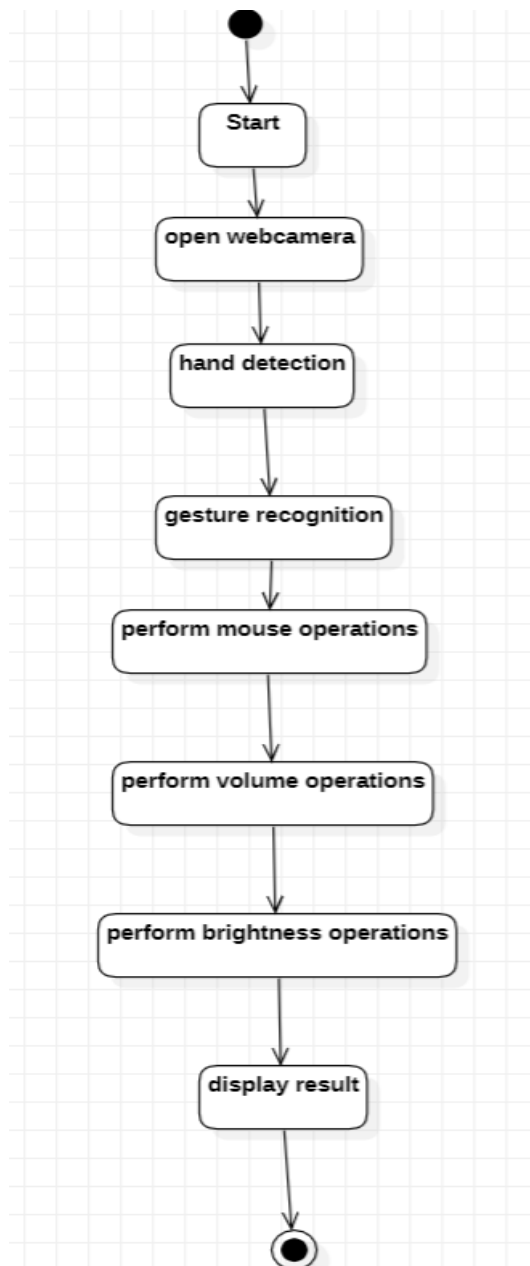 Start
open webcamera
hand detection
gesture recognition
perform mouse operations
perform volume operations
perform brightness operations
display result